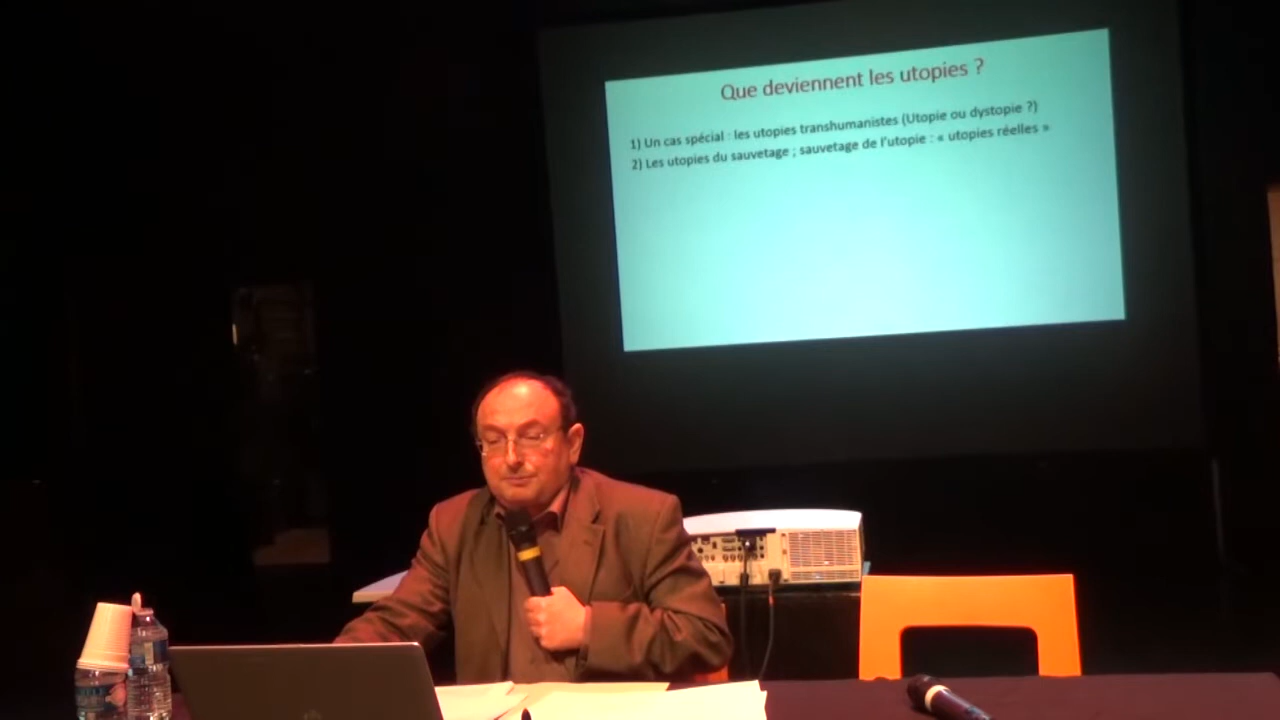 Que deviennent les utopies ?
1) Un cas spécial : les utopies transhumanistes (Utopie ou dystopie ?)
2) Les utopies du sauvetage ; sauvetage de l'utopie : « utopies réelles »